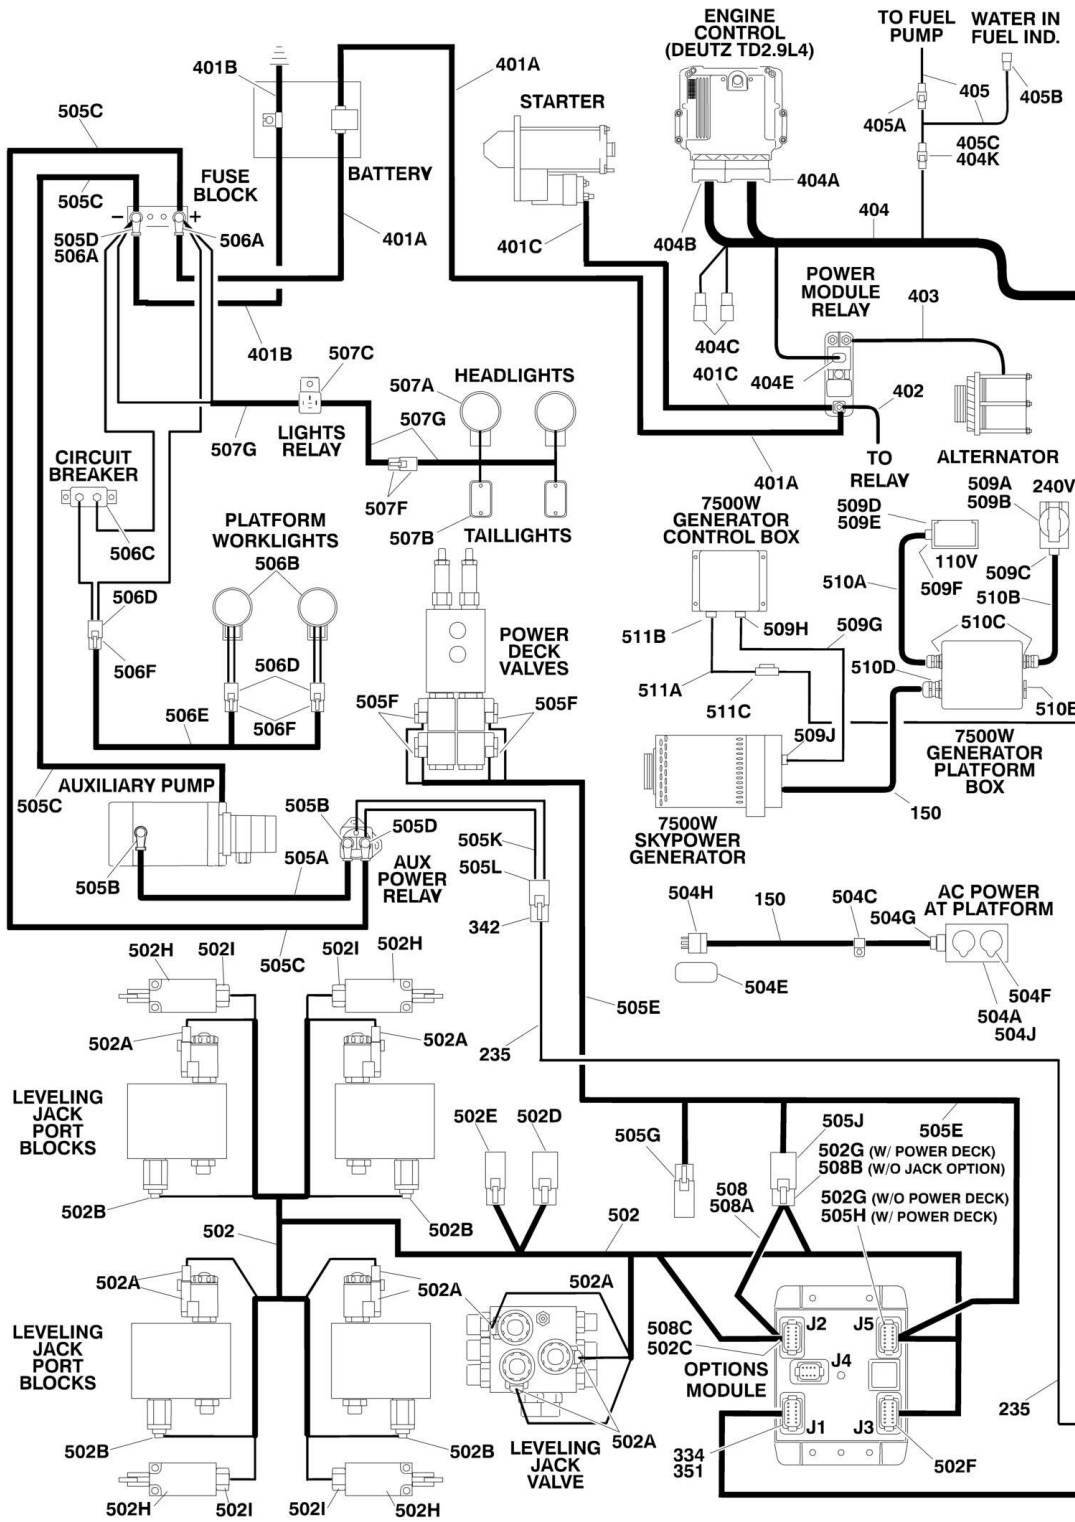 ENGINE
CONTROL
(DEUTZ TD2.9L4)
TO FUEL
PUMP
WATER IN
FUEL IND.
401B
401A
STARTER
505C
405
405B
405A
405C
404K
FUSE
BLOCK
BATTERY
505C
404A
505D
506A
506A
401A
401C
404B
404
POWER
MODULE
RELAY
403
401B
507C
404C
507A
HEADLIGHTS
401C
404E
402
507G
LIGHTS
RELAY
507G
CIRCUIT
BREAKER
TO
RELAY
ALTERNATOR
507F
401A
509A
509B
240V
507B
TAILLIGHTS
7500W
GENERATOR
CONTROL BOX
509D
509E
506C
PLATFORM
WORKLIGHTS
506B
110V
509F
509C
510A
510B
506D
511B
509H
509G
510C
POWER
DECK
VALVES
506F
506D
510D
511A
511C
510E
505F
505F
506E
506F
509J
7500W
GENERATOR
PLATFORM
BOX
505C
AUXILIARY PUMP
505B
505D
150
7500W
SKYPOWER
GENERATOR
505K
505L
505B
505A
AUX
POWER
RELAY
504H
150
504C
504G
AC POWER
AT PLATFORM
342
502H
502I
505C
502I
502H
504E
504F
504A
504J
505E
502A
502A
235
LEVELING
JACK
PORT
BLOCKS
502E
502D
505G
505J
505E
502G (W/ POWER DECK)
508B (W/O JACK OPTION)
502B
502B
508
508A
502G (W/O POWER DECK)
505H (W/ POWER DECK)
502
502
502A
502A
502A
LEVELING
JACK
PORT
BLOCKS
508C
502C
J2
J5
J4
OPTIONS
MODULE
235
502B
502B
502A
J1
J3
LEVELING
JACK
VALVE
334
351
502F
502H
502I
502I
502H